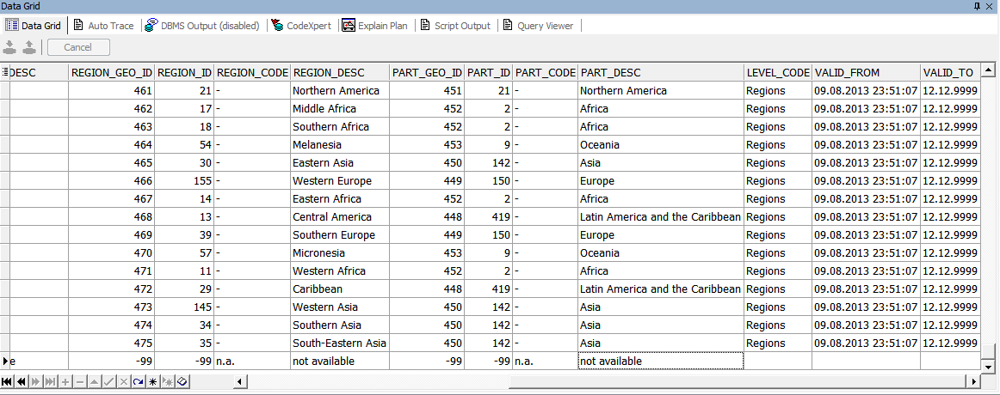 Data Grid
Data Grid Auto Trace DBMS Output (disabled) CodeXpert Explain Plan Script Output Query Viewer
Cancel
DESC REGION_GEO_ID REGION_ID REGION_CODE REGION_DESC PART_GEO_ID PART_ID PART_CODE PART_DESC LEVEL_CODE VALID_FROM VALID_TO
461 21 - Northern America 451 21 - Northern America Regions 09.08.2013 23:51:07 12.12.9999
462 17 - Middle Africa 452 2 - Africa Regions 09.08.2013 23:51:07 12.12.9999
463 18 - Southern Africa 452 2 - Africa Regions 09.08.2013 23:51:07 12.12.9999
464 54 - Melanesia 453 9 - Oceania Regions 09.08.2013 23:51:07 12.12.9999
465 30 - Eastern Asia 450 142 - Asia Regions 09.08.2013 23:51:07 12.12.9999
466 155 - Western Europe 449 150 - Europe Regions 09.08.2013 23:51:07 12.12.9999
467 14 - Eastern Africa 452 2 - Africa Regions 09.08.2013 23:51:07 12.12.9999
468 13 - Central America 448 419 - Latin America and the Caribbean Regions 09.08.2013 23:51:07 12.12.9999
469 39 - Southern Europe 449 150 - Europe Regions 09.08.2013 23:51:07 12.12.9999
470 57 - Micronesia 453 9 - Oceania Regions 09.08.2013 23:51:07 12.12.9999
471 11 - Western Africa 452 2 - Africa Regions 09.08.2013 23:51:07 12.12.9999
472 29 - Caribbean 448 419 - Latin America and the Caribbean Regions 09.08.2013 23:51:07 12.12.9999
473 145 - Western Asia 450 142 - Asia Regions 09.08.2013 23:51:07 12.12.9999
474 34 - Southern Asia 450 142 - Asia Regions 09.08.2013 23:51:07 12.12.9999
475 35 - South-Eastern Asia 450 142 - Asia Regions 09.08.2013 23:51:07 12.12.9999
e -99 -99 n.a. not available -99 -99 n.a. not available